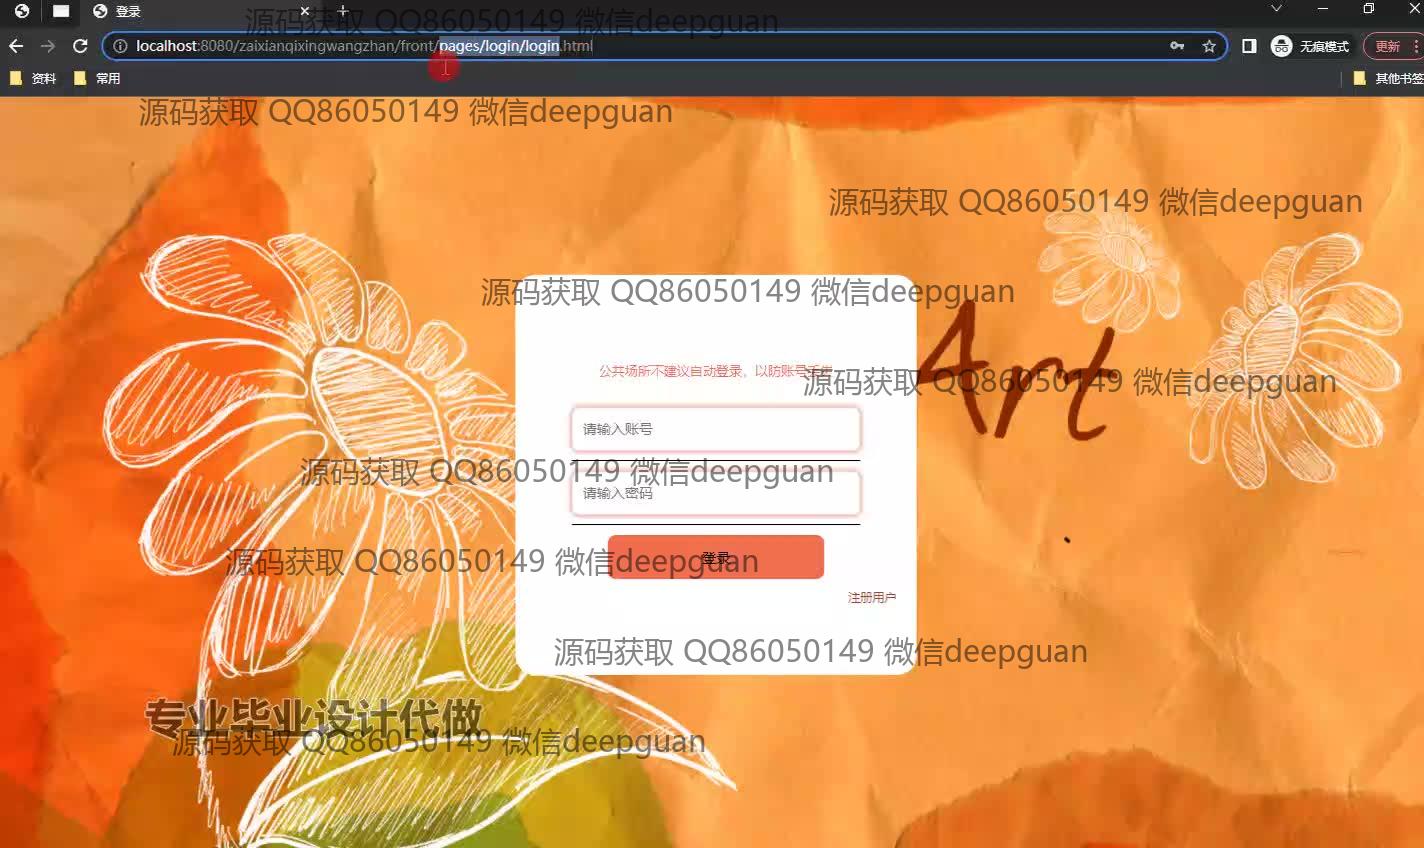 登录
源码获取 QQ86050149 微信deepguan
localhost:8080/zaixianqixingwangzhan/front/pages/login/login.html
无痕模式
更新
资料
常用
其他书签
源码获取 QQ86050149 微信deepguan
源码获取 QQ86050149 微信deepguan
源码获取 QQ86050149 微信deepguan
Art
公共场所不建议自动登录，以防账号丢失
源码获取 QQ86050149 微信deepguan
请输入账号
源码获取 QQ86050149 微信deepguan
请输入密码
登录
源码获取 QQ86050149 微信deepguan
注册用户
源码获取 QQ86050149 微信deepguan
专业毕业设计代做
源码获取 QQ86050149 微信deepguan